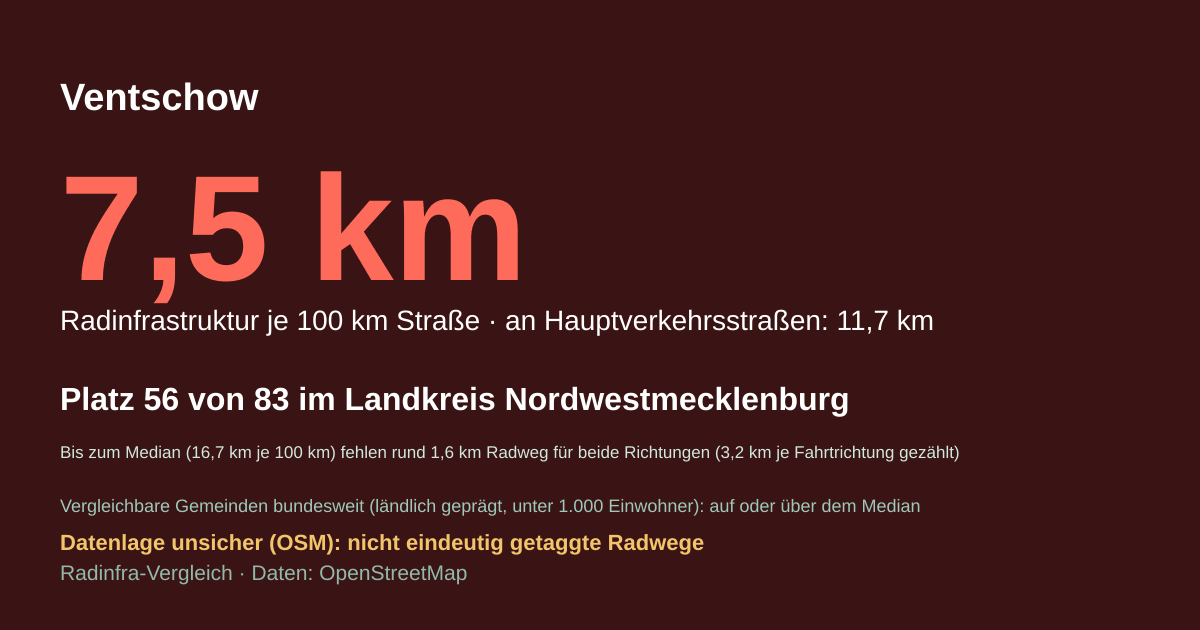 Ventschow
7,5 km
Radinfrastruktur je 100 km Straße · an Hauptverkehrsstraßen: 11,7 km
Platz 56 von 83 im Landkreis Nordwestmecklenburg
Bis zum Median (16,7 km je 100 km) fehlen rund 1,6 km Radweg für beide Richtungen (3,2 km je Fahrtrichtung gezählt)
Vergleichbare Gemeinden bundesweit (ländlich geprägt, unter 1.000 Einwohner): auf oder über dem Median
Datenlage unsicher (OSM): nicht eindeutig getaggte Radwege
Radinfra-Vergleich · Daten: OpenStreetMap